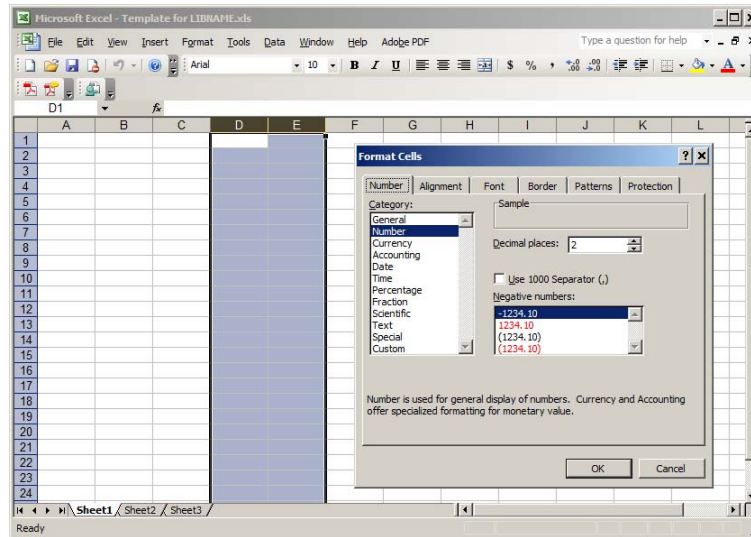 Microsoft Excel - Template for LIBNAME.xls
File Edit View Insert Format Tools Data Window Help Adobe PDF Type a question for help
Arial 10 B I U $ % , .00 A
D1 fx
A B C D E F G H I J K L
1
2
3
4
5
6
7
8
9
10
11
12
13
14
15
16
17
18
19
20
21
22
23
24
Format Cells
Number Alignment Font Border Patterns Protection
Category:
General
Number
Currency
Accounting
Date
Time
Percentage
Fraction
Scientific
Text
Special
Custom
Sample
Decimal places: 2
Use 1000 Separator (,)
Negative numbers:
-1234.10
1234.10
(1234.10)
(1234.10)
Number is used for general display of numbers. Currency and Accounting
offer specialized formatting for monetary value.
OK Cancel
Sheet1 Sheet2 Sheet3
Ready